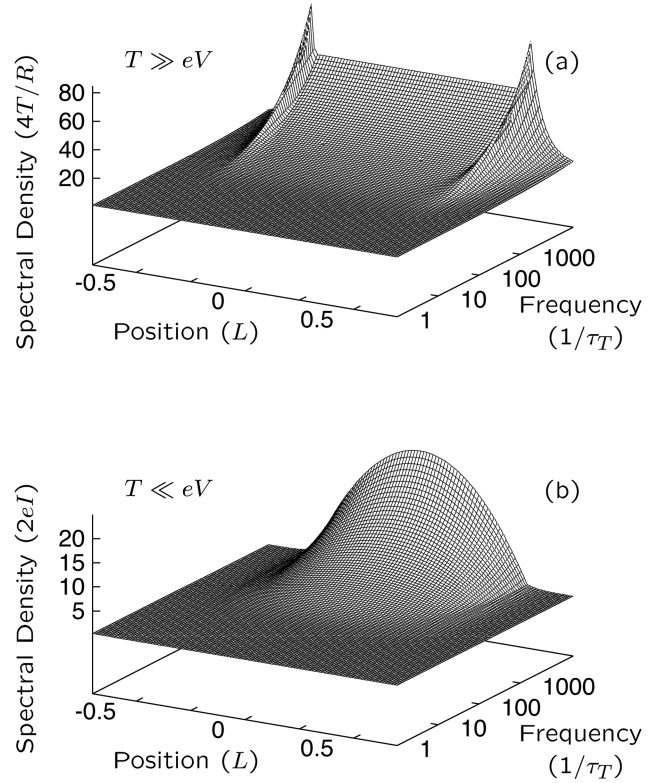 T ≫ eV
(a)
Spectral Density (4T/R)
80
60
40
20
-0.5
0
0.5
Position (L)
1
10
100
1000
Frequency
(1/τ_T)
T ≪ eV
(b)
Spectral Density (2eI)
20
15
10
5
-0.5
0
0.5
Position (L)
1
10
100
1000
Frequency
(1/τ_T)